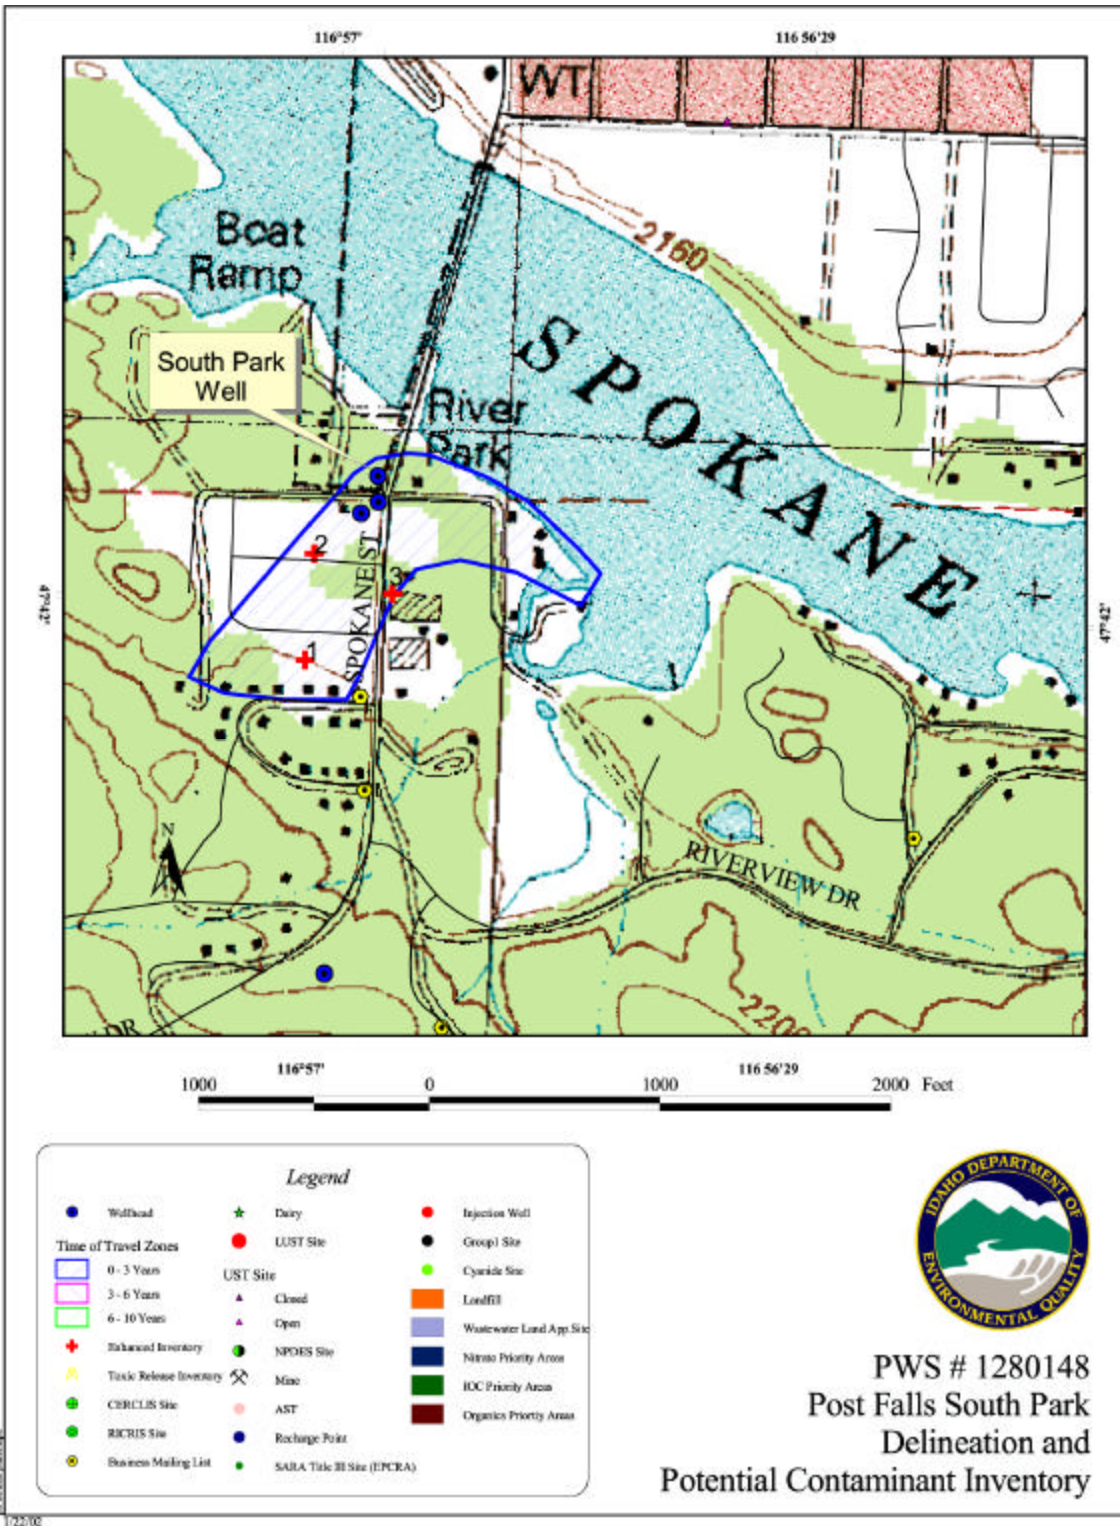 116°57'
116 56'29
WT
Boat
Ramp
2160
South Park
Well
River
Park
SPOKANE
2
3
SPOKANE ST
1
47°42'
47°42'
N
RIVERVIEW DR
2200
DR
116°57'
116 56'29
1000
0
1000
2000 Feet
Legend
Wellhead
Time of Travel Zones
0 - 3 Years
3 - 6 Years
6 - 10 Years
Enhanced Inventory
Toxic Release Inventory
CERCLIS Site
RICRIS Site
Business Mailing List
Dairy
LUST Site
UST Site
Closed
Open
NPDES Site
Mine
AST
Recharge Point
SARA Title III Site (EPCRA)
Injection Well
Group1 Site
Cyanide Site
Landfill
Wastewater Land App.Site
Nitrate Priority Areas
IOC Priority Areas
Organics Priority Areas
IDAHO DEPARTMENT OF
ENVIRONMENTAL QUALITY
PWS # 1280148
Post Falls South Park
Delineation and
Potential Contaminant Inventory
1/22/02